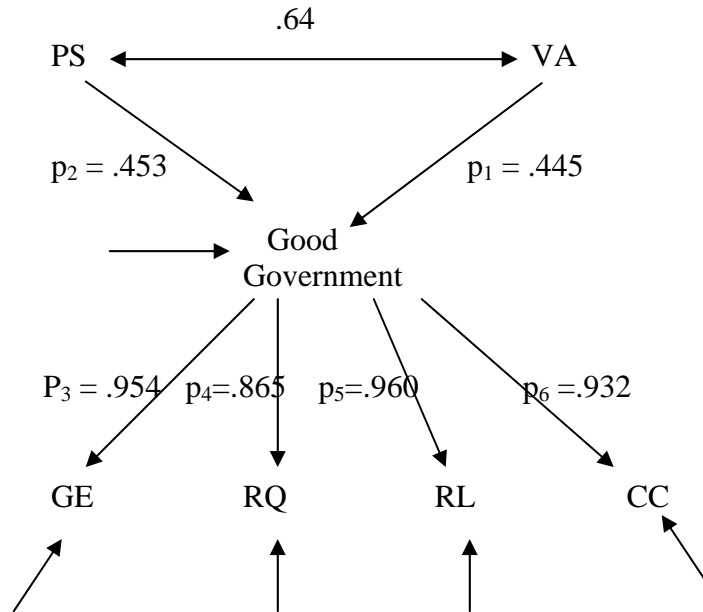 .64
PS VA
p₂ = .453 p₁ = .445
Good
Government
P₃ = .954 p₄=.865 p₅=.960 p₆ =.932
GE RQ RL CC